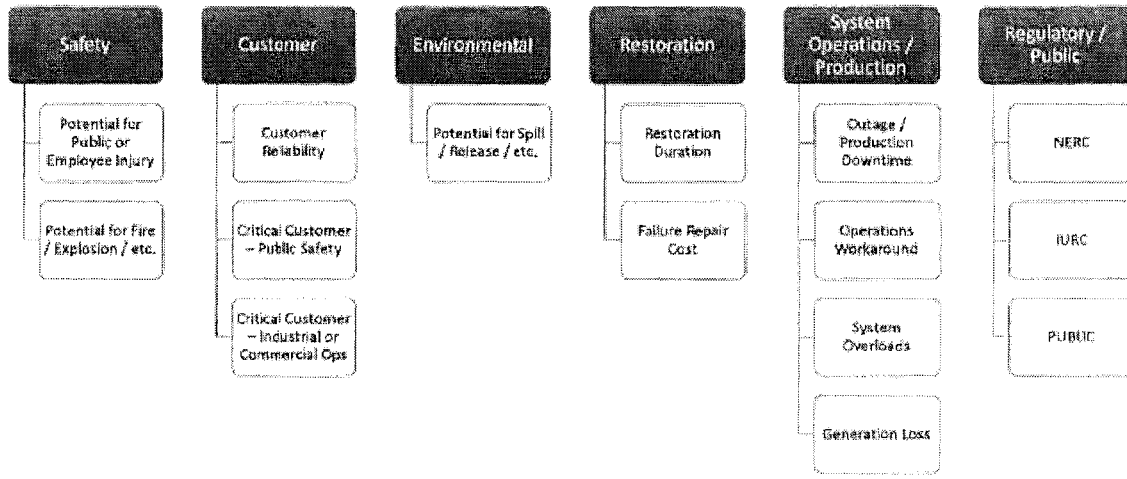 Safety
Potential for
Public or
Employee Injury
Potential for Fire
/ Explosion / etc.
Customer
Customer
Reliability
Critical Customer
– Public Safety
Critical Customer
– Industrial or
Commercial Ops
Environmental
Potential for Spill
/ Release / etc.
Restoration
Restoration
Duration
Failure Repair
Cost
System
Operations /
Production
Outage /
Production
Downtime
Operations
Workaround
System
Overloads
Generation Loss
Regulatory /
Public
NERC
IURC
PUBLIC